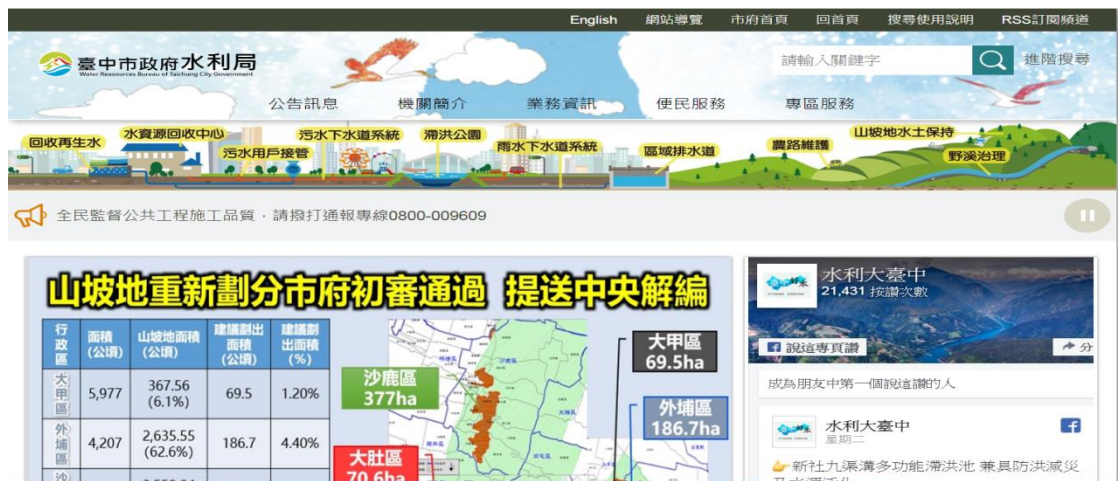 English 網站導覽 市府首頁 回首頁 搜尋使用說明 RSS訂閱頻道
臺中市政府水利局
Water Reasources Bureau of Taichung City Government
請輸入關鍵字
進階搜尋
公告訊息 機關簡介 業務資訊 便民服務 專區服務
回收再生水
水資源回收中心
污水用戶接管
污水下水道系統
滯洪公園
雨水下水道系統
區域排水道
農路維護
山坡地水土保持
野溪治理
全民監督公共工程施工品質，請撥打通報專線0800-009609
山坡地重新劃分市府初審通過 提送中央解編
行政區 面積(公頃) 山坡地面積(公頃) 建議劃出面積(公頃) 建議劃出面積(%)
大甲區 5,977 367.56 (6.1%) 69.5 1.20%
外埔區 4,207 2,635.55 (62.6%) 186.7 4.40%
沙鹿區
377ha
大肚區
70.6ha
大甲區
69.5ha
外埔區
186.7ha
水利大臺中
21,431 按讚次數
說這專頁讚
分
成為朋友中第一個說這讚的人
水利大臺中
星期二
新社九渠溝多功能滯洪池 兼具防洪減災